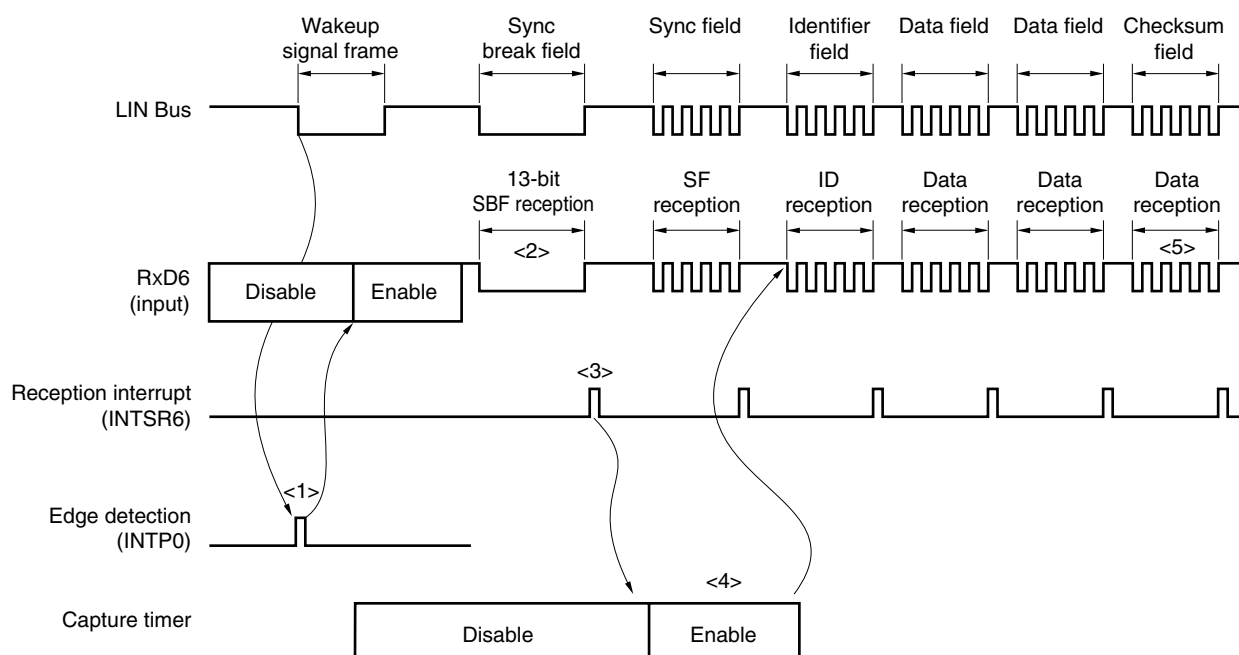 Wakeup
signal frame
Sync
break field
Sync field
Identifier
field
Data field
Data field
Checksum
field
LIN Bus
13-bit
SBF reception
SF
reception
ID
reception
Data
reception
Data
reception
Data
reception
<2>
<5>
RxD6
(input)
Disable
Enable
Reception interrupt
(INTSR6)
<3>
Edge detection
(INTP0)
<1>
Capture timer
Disable
<4>
Enable